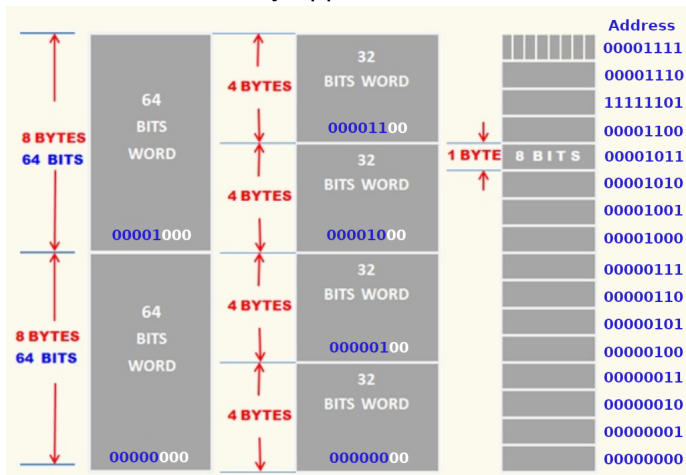 Address
00001111
00001110
11111101
00001100
00001011
00001010
00001001
00001000
00000111
00000110
00000101
00000100
00000011
00000010
00000001
00000000
8 BYTES
64 BITS
64
BITS
WORD
00001000
8 BYTES
64 BITS
64
BITS
WORD
00000000
4 BYTES
32
BITS WORD
00001100
4 BYTES
32
BITS WORD
00001000
4 BYTES
32
BITS WORD
00000100
4 BYTES
32
BITS WORD
00000000
1 BYTE
8 BITS